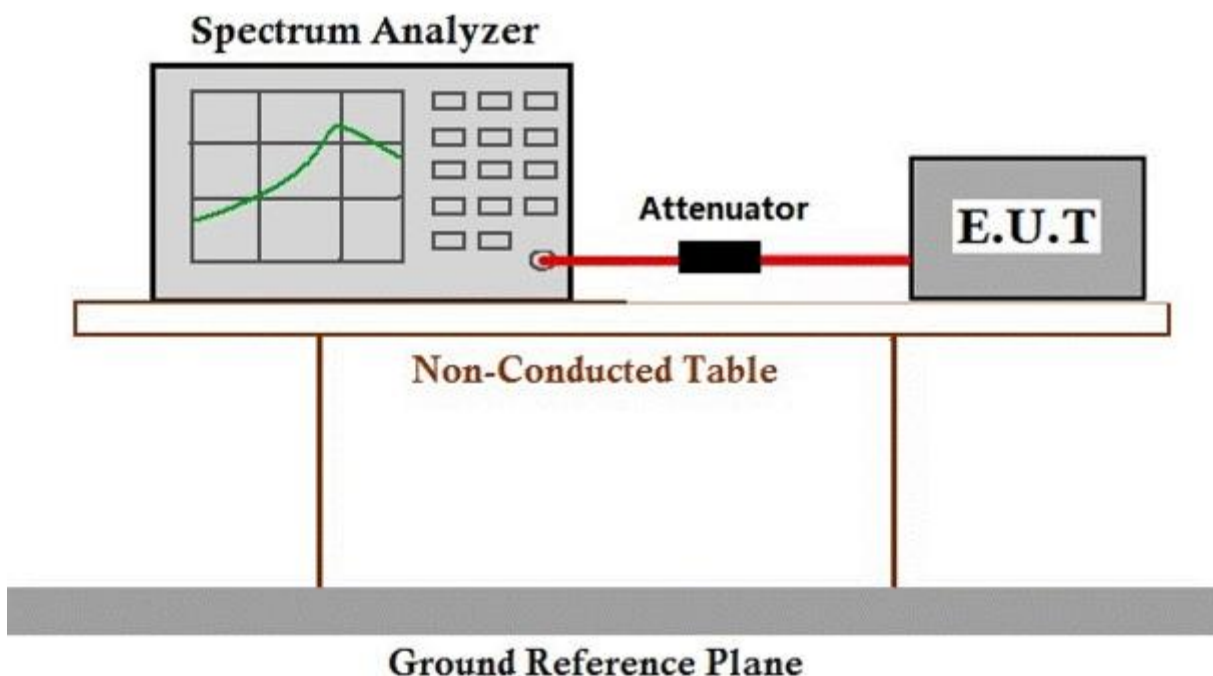 Spectrum Analyzer
Attenuator
E.U.T
Non-Conducted Table
Ground Reference Plane